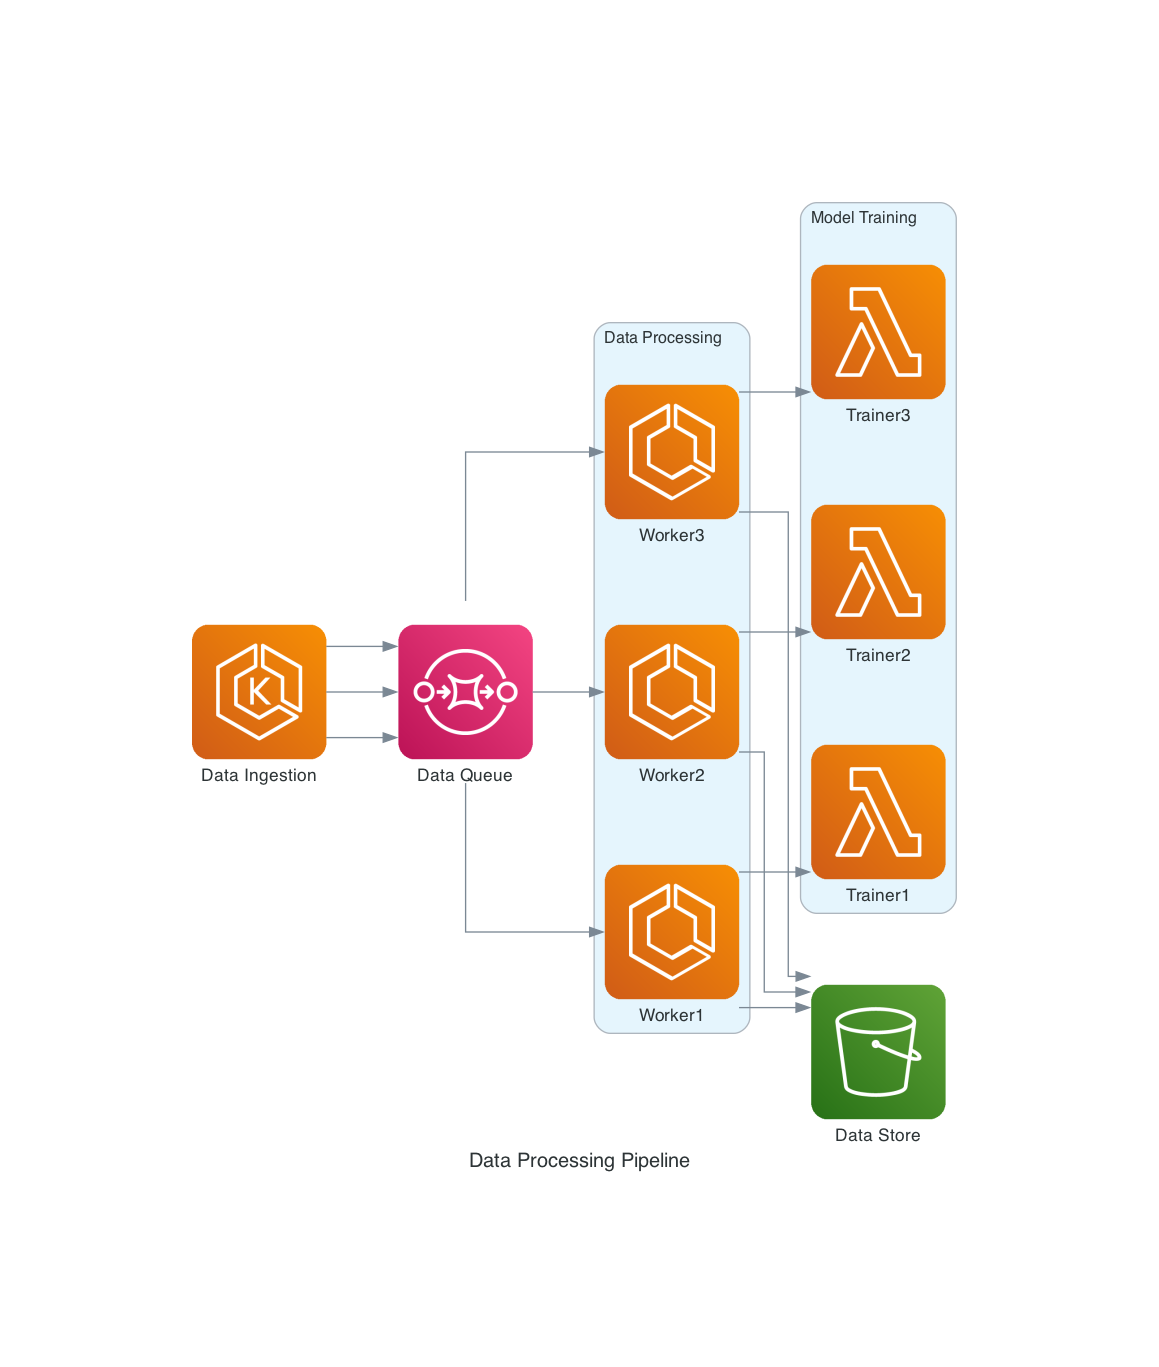 Model Training
Trainer3
Data Processing
Worker3
Trainer2
K
Data Ingestion
Data Queue
Worker2
Trainer1
Worker1
Data Store
Data Processing Pipeline